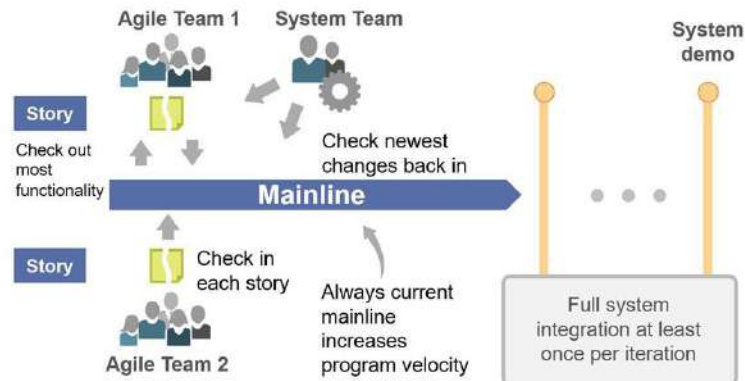 Agile Team 1
System Team
System
demo
Story
Check out
most
functionality
Check newest
changes back in
Mainline
Story
Check in
each story
Always current
mainline
increases
program velocity
Full system
integration at least
once per iteration
Agile Team 2